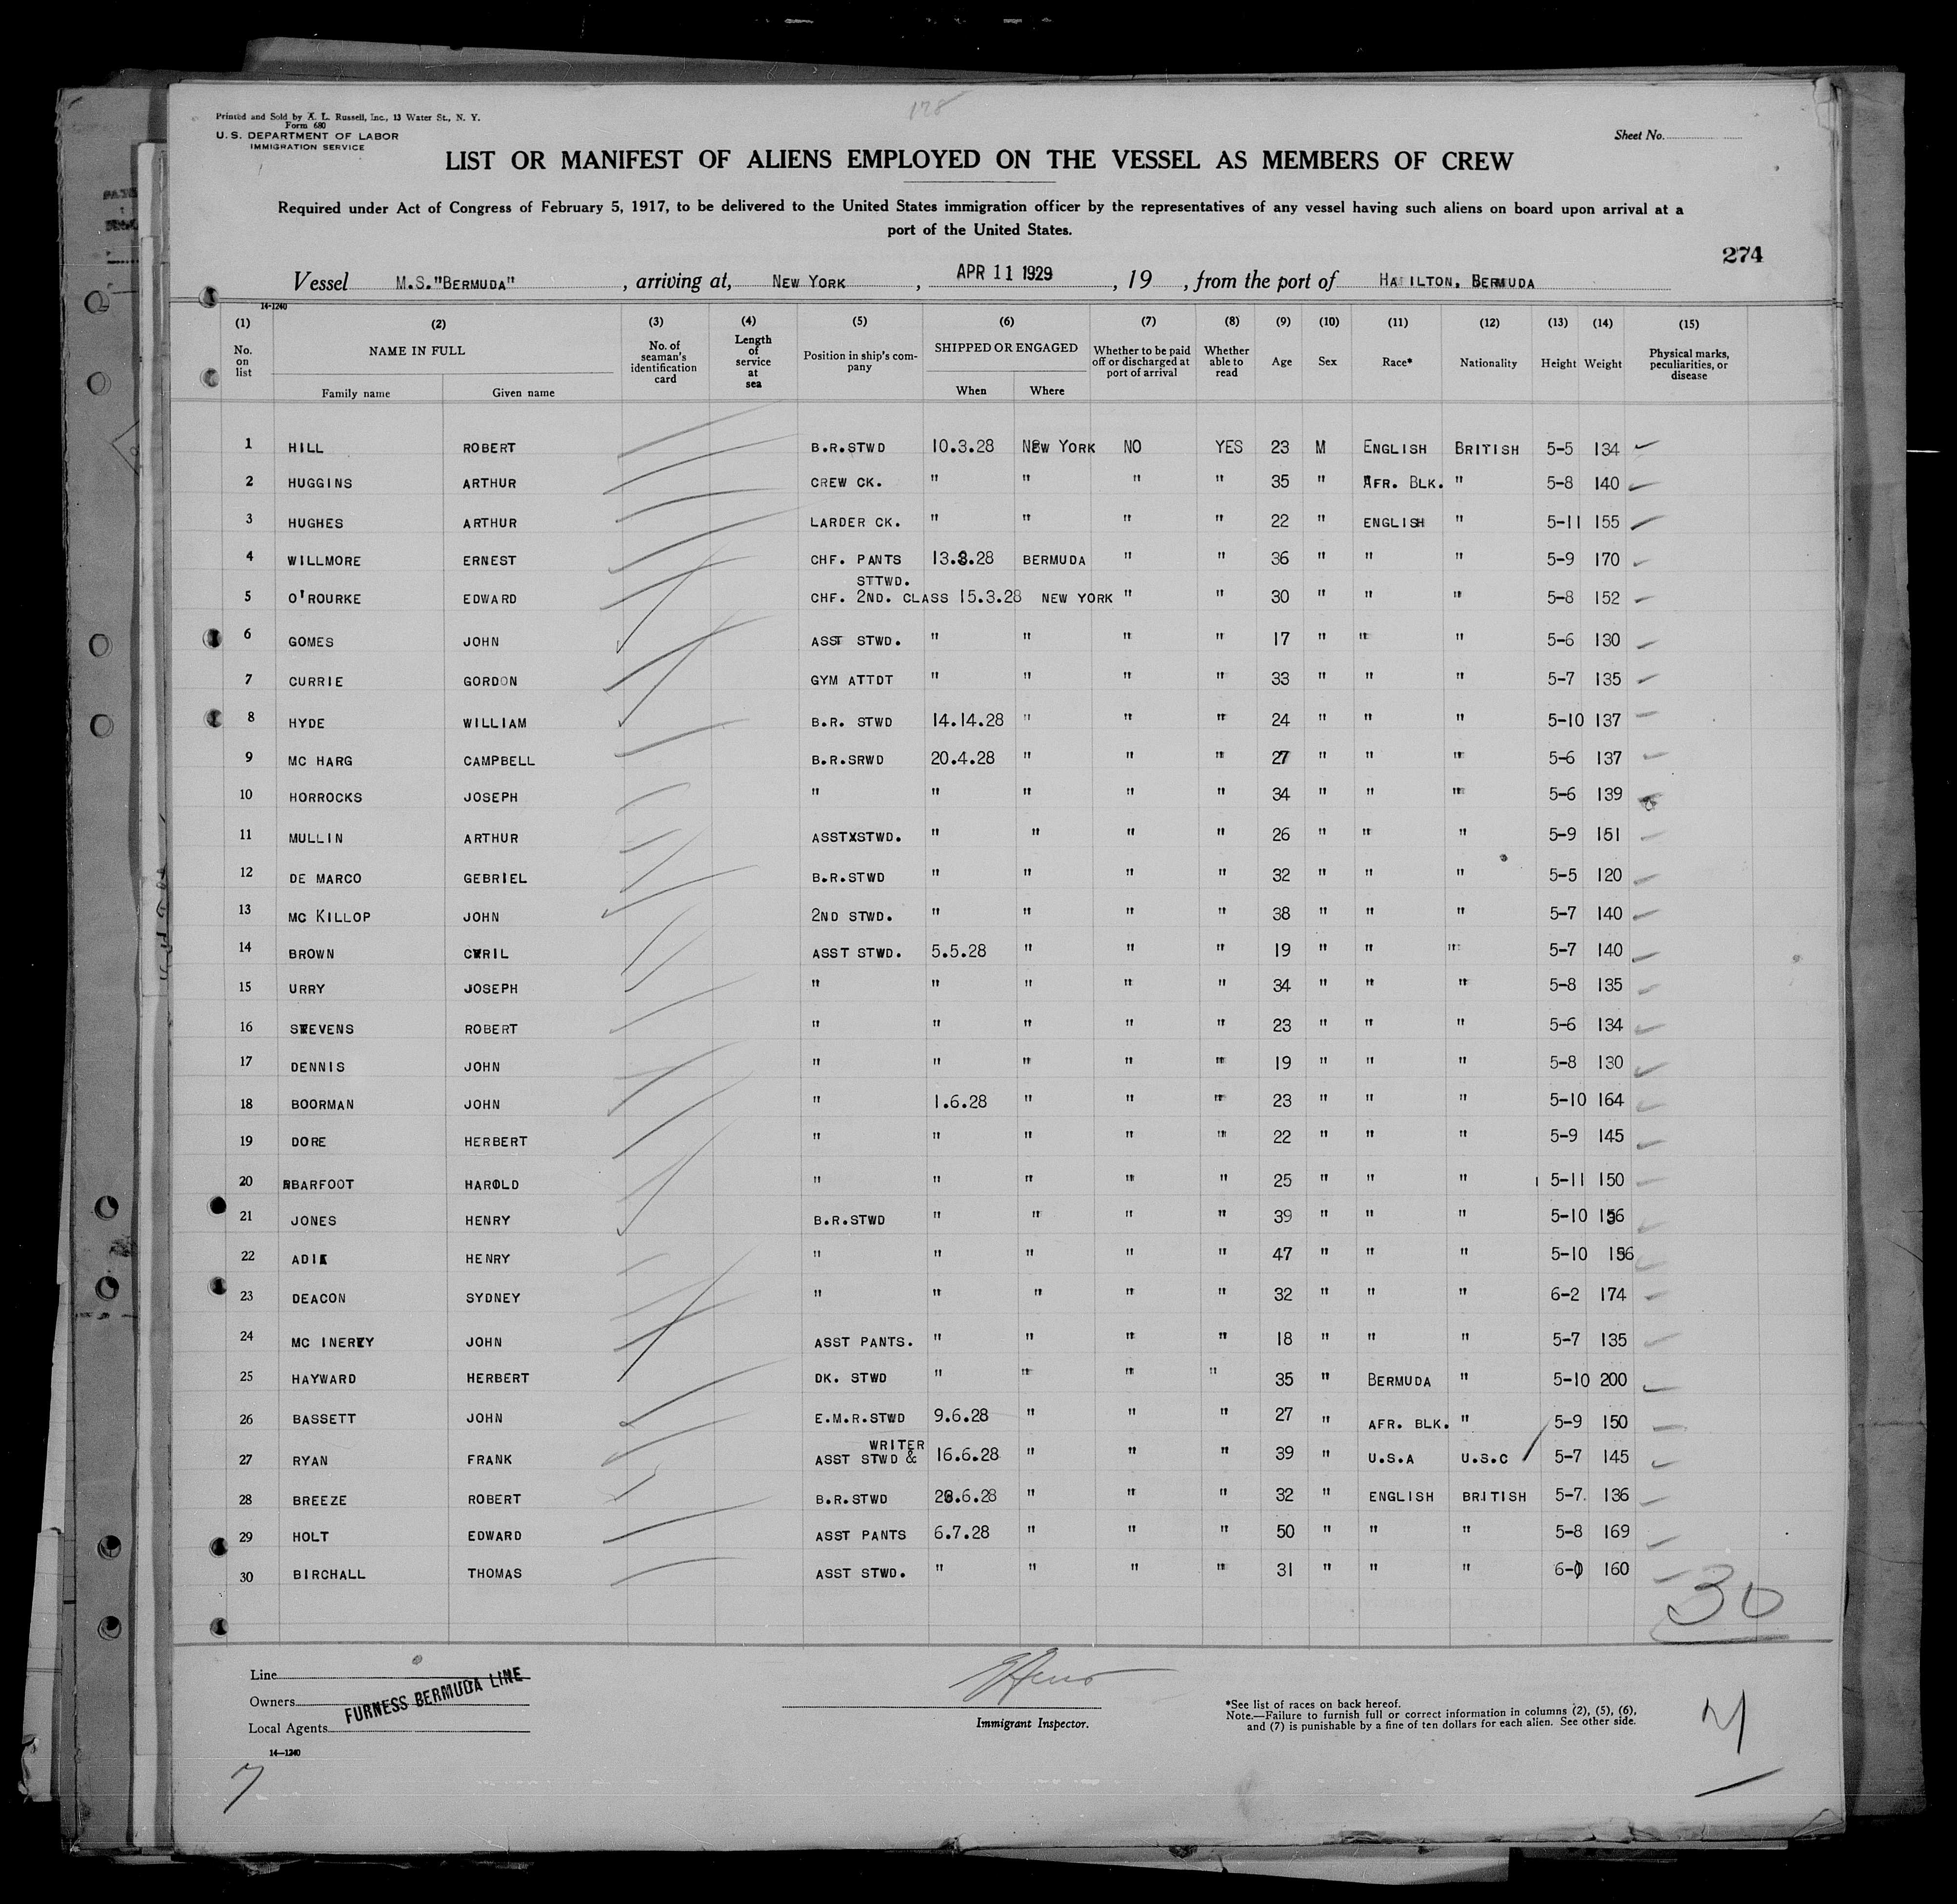 178
Printed and Sold by A. L. Russell, Inc., 13 Water St., N. Y.
Form 680
U. S. DEPARTMENT OF LABOR
IMMIGRATION SERVICE
Sheet No.
LIST OR MANIFEST OF ALIENS EMPLOYED ON THE VESSEL AS MEMBERS OF CREW
Required under Act of Congress of February 5, 1917, to be delivered to the United States immigration officer by the representatives of any vessel having such aliens on board upon arrival at a
port of the United States.
274
Vessel M.S."BERMUDA" , arriving at, NEW YORK , APR 11 1929 , 19 , from the port of HAMILTON, BERMUDA
14-1240
(1) (2) (3) (4) (5) (6) (7) (8) (9) (10) (11) (12) (13) (14) (15)
No. on list NAME IN FULL Family name Given name No. of seaman's identification card Length of service at sea Position in ship's company SHIPPED OR ENGAGED When Where Whether to be paid off or discharged at port of arrival Whether able to read Age Sex Race* Nationality Height Weight Physical marks, peculiarities, or disease
1 HILL ROBERT B.R.STWD 10.3.28 NEW YORK NO YES 23 M ENGLISH BRITISH 5-5 134
2 HUGGINS ARTHUR CREW CK. " " " " 35 " AFR. BLK. " 5-8 140
3 HUGHES ARTHUR LARDER CK. " " " " 22 " ENGLISH " 5-11 155
4 WILLMORE ERNEST CHF. PANTS 13.3.28 BERMUDA " " 36 " " " 5-9 170
STTWD.
5 O'ROURKE EDWARD CHF. 2ND. CLASS 15.3.28 NEW YORK " " 30 " " " 5-8 152
6 GOMES JOHN ASST STWD. " " " " 17 " " " 5-6 130
7 CURRIE GORDON GYM ATTDT " " " " 33 " " " 5-7 135
8 HYDE WILLIAM B.R. STWD 14.14.28 " " " 24 " " " 5-10 137
9 MC HARG CAMPBELL B.R.SRWD 20.4.28 " " " 27 " " " 5-6 137
10 HORROCKS JOSEPH " " " " " 34 " " " 5-6 139
11 MULLIN ARTHUR ASSTXSTWD. " " " " 26 " " " 5-9 151
12 DE MARCO GEBRIEL B.R.STWD " " " " 32 " " " 5-5 120
13 MC KILLOP JOHN 2ND STWD. " " " " 38 " " " 5-7 140
14 BROWN CYRIL ASST STWD. 5.5.28 " " " 19 " " " 5-7 140
15 URRY JOSEPH " " " " " 34 " " " 5-8 135
16 STEVENS ROBERT " " " " " 23 " " " 5-6 134
17 DENNIS JOHN " " " " " 19 " " " 5-8 130
18 BOORMAN JOHN " 1.6.28 " " " 23 " " " 5-10 164
19 DORE HERBERT " " " " " 22 " " " 5-9 145
20 BARFOOT HAROLD " " " " " 25 " " " 5-11 150
21 JONES HENRY B.R.STWD " " " " 39 " " " 5-10 156
22 HENRY " " " " " 47 " " " 5-10
23 DEACON SYDNEY " " " " " 32 " " " 6-2 174
24 MC JOHN ASST PANTS. " " " " 18 " " " 5-7 135
25 HAYWARD HERBERT DK. STWD " " " " 35 " BERMUDA " 5-10 200
26 BASSETT JOHN E.M.R.STWD 9.6.28 " " " 27 " AFR. BLK. " 5-9 150
WRITER
27 RYAN FRANK ASST STWD & 16.6.28 " " " 39 " U.S.A U.S.C 5-7 145
28 BREEZE ROBERT B.R.STWD 28.6.28 " " " 32 " ENGLISH BRITISH 5-7. 136
29 HOLT EDWARD ASST PANTS 6.7.28 " " " 50 " " " 5-8 169
30 BIRCHALL THOMAS ASST STWD. " " " " 31 " " " 6-0 160
30
Line
Owners
Local Agents
FURNESS BERMUDA LINE
14—1240
Immigrant Inspector.
*See list of races on back hereof.
Note.—Failure to furnish full or correct information in columns (2), (5), (6),
and (7) is punishable by a fine of ten dollars for each alien. See other side.
7